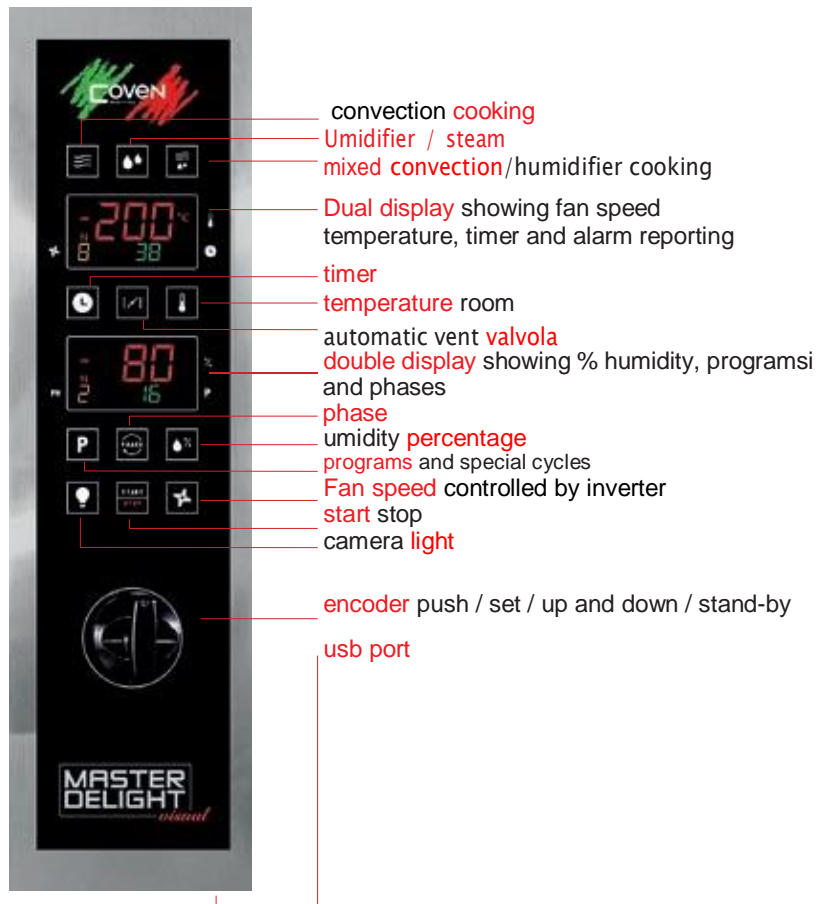 COVEN
convection cooking
Umidifier / steam
mixed convection/humidifier cooking
-200°C
8 38
Dual display showing fan speed
temperature, timer and alarm reporting
timer
temperature room
automatic vent valvola
80 %
2 16 P
double display showing % humidity, programsi
and phases
phase
umidity percentage
programs and special cycles
P
%
Fan speed controlled by inverter
START
STOP
start stop
camera light
encoder push / set / up and down / stand-by
usb port
MASTER
DELIGHT
visual